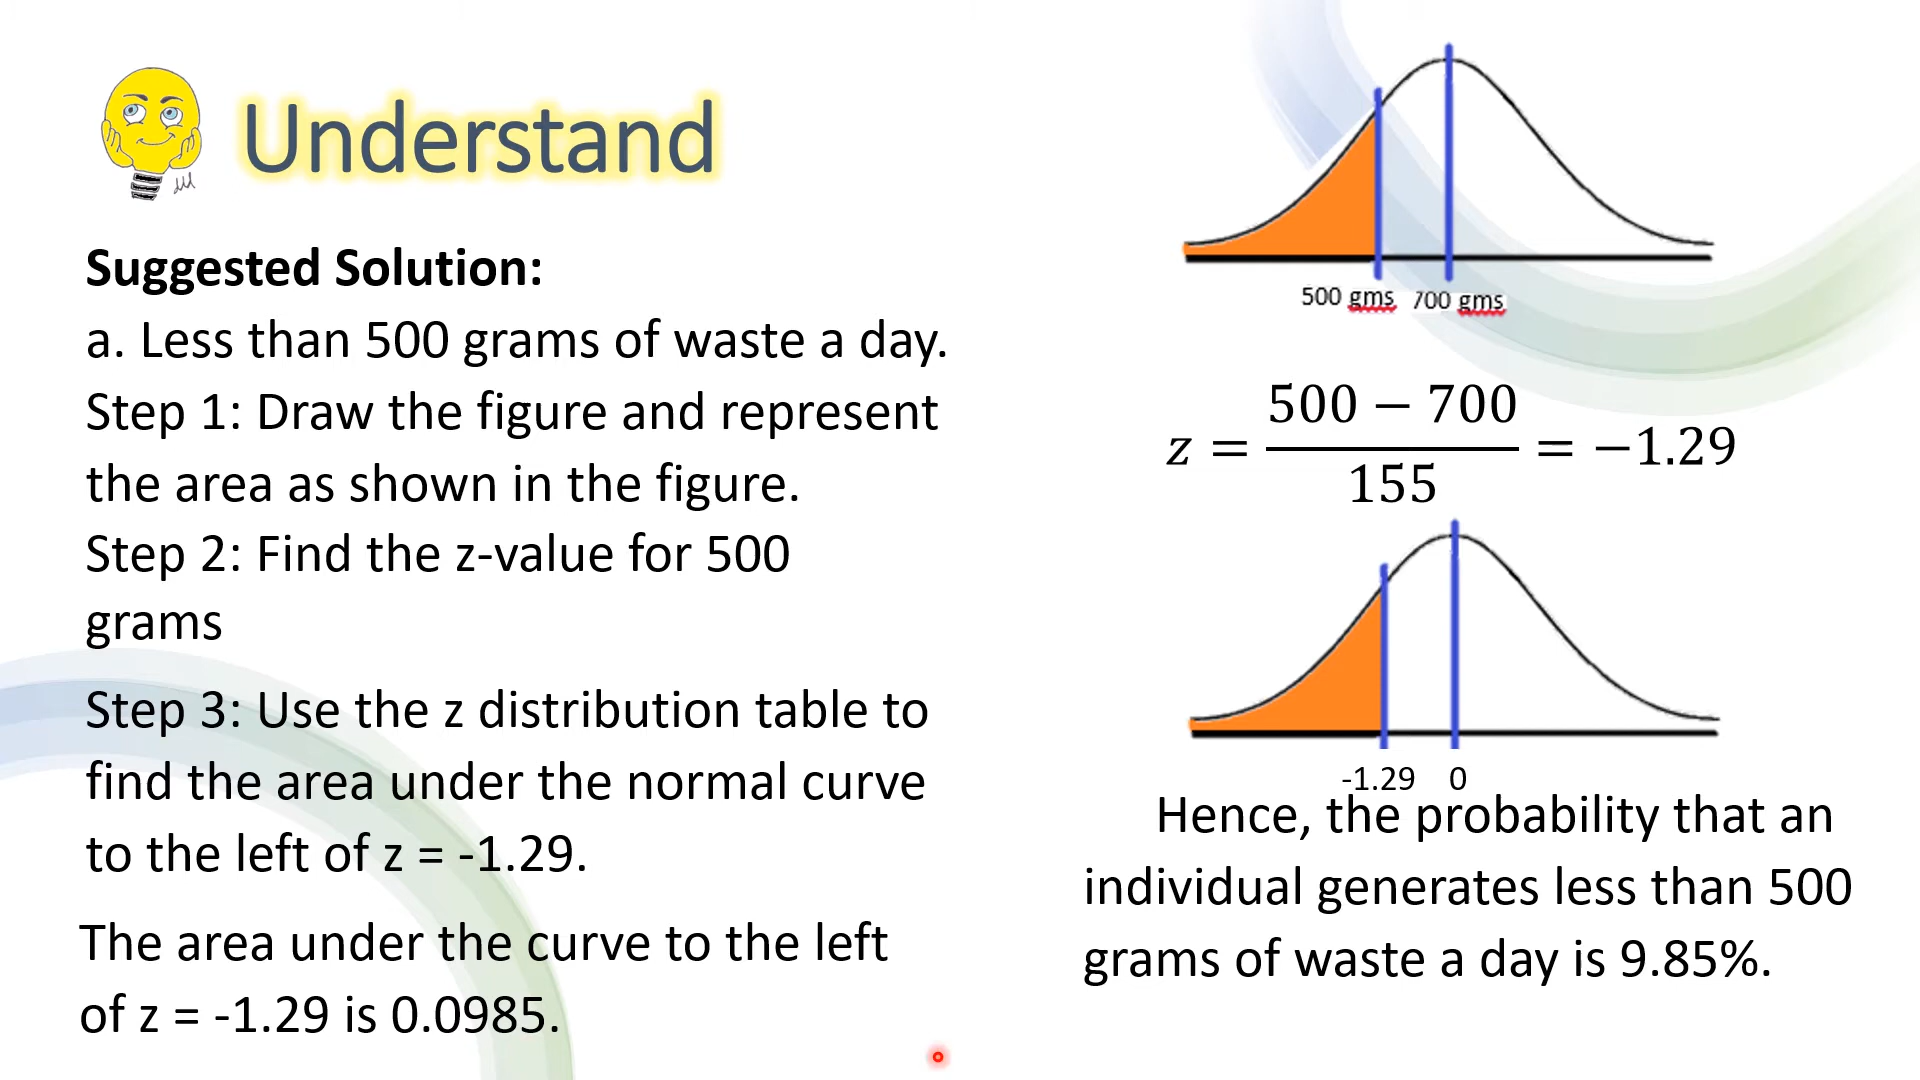 Understand
Suggested Solution:
a. Less than 500 grams of waste a day.
Step 1: Draw the figure and represent
the area as shown in the figure.
Step 2: Find the z-value for 500
grams
Step 3: Use the z distribution table to
find the area under the normal curve
to the left of z = -1.29.
The area under the curve to the left
of z = -1.29 is 0.0985.
500 gms 700 gms
z = (500 − 700)/155 = −1.29
-1.29 0
Hence, the probability that an
individual generates less than 500
grams of waste a day is 9.85%.